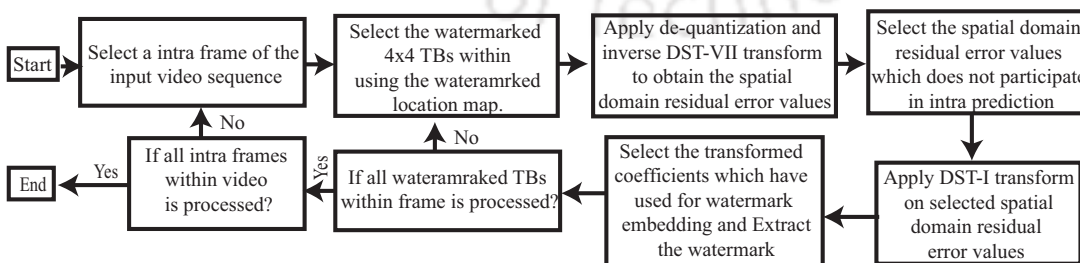 Start
Select a intra frame of the
input video sequence
Select the watermarked
4x4 TBs within
using the wateramrked
location map.
Apply de-quantization and
inverse DST-VII transform
to obtain the spatial
domain residual error values
Select the spatial domain
residual error values
which does not participate
in intra prediction
Apply DST-I transform
on selected spatial
domain residual
error values
Select the transformed
coefficients which have
used for watermark
embedding and Extract
the watermark
If all wateramraked TBs
within frame is processed?
No
Yes
If all intra frames
within video
is processed?
No
Yes
End